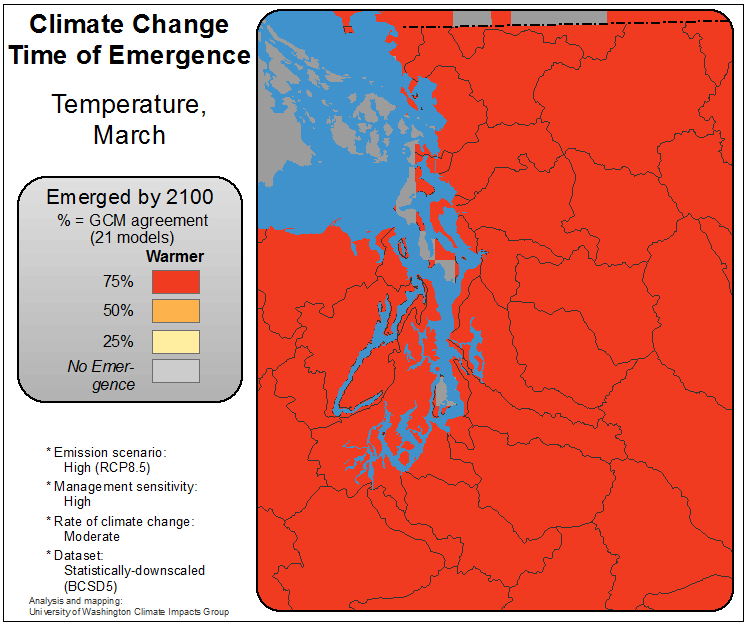 Climate Change
Time of Emergence
Temperature,
March
Emerged by 2100
% = GCM agreement
(21 models)
Warmer
75%
50%
25%
No Emer-
gence
* Emission scenario:
High (RCP8.5)
* Management sensitivity:
High
* Rate of climate change:
Moderate
* Dataset:
Statistically-downscaled
(BCSD5)
Analysis and mapping:
University of Washington Climate Impacts Group